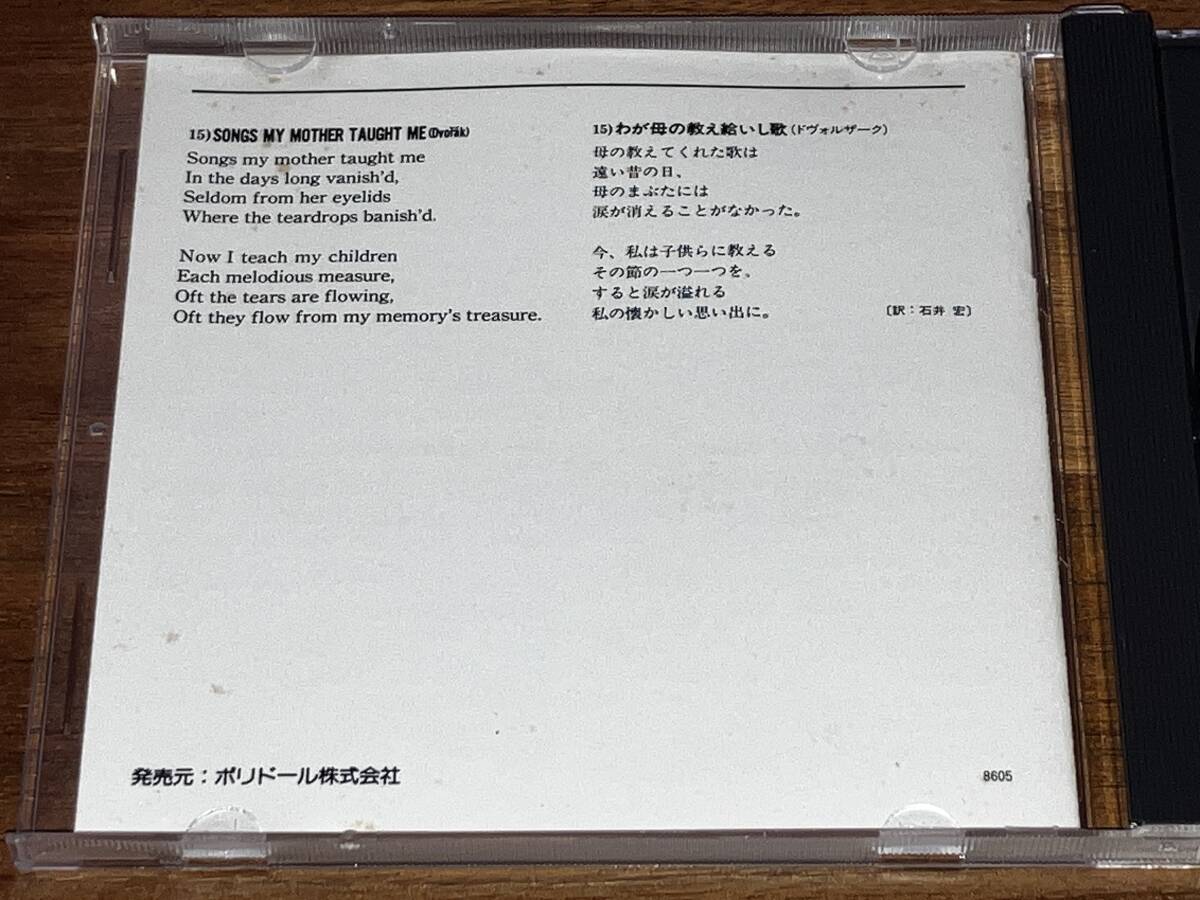 15) SONGS MY MOTHER TAUGHT ME (Dvořák)
Songs my mother taught me
In the days long vanish'd,
Seldom from her eyelids
Where the teardrops banish'd.
Now I teach my children
Each melodious measure,
Oft the tears are flowing,
Oft they flow from my memory's treasure.
15) わが母の教え給いし歌 (ドヴォルザーク)
母の教えてくれた歌は
遠い昔の日、
母のまぶたには
涙が消えることがなかった。
今、私は子供らに教える
その節の一つ一つを、
すると涙が溢れる
私の懐かしい思い出に。
〔訳:石井 宏〕
発売元:ポリドール株式会社
8605